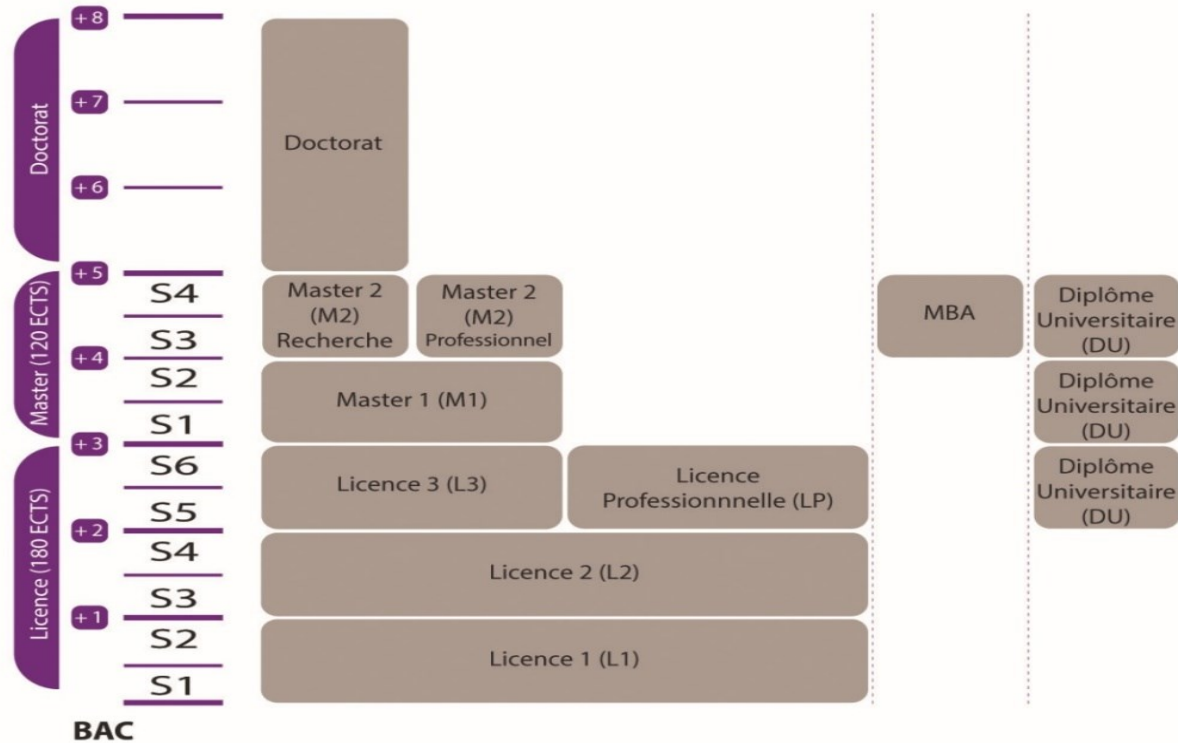 + 8
+ 7
Doctorat
Doctorat
+ 6
+ 5
S4
Master 2
(M2)
Recherche
Master 2
(M2)
Professionnel
MBA
Diplôme
Universitaire
(DU)
S3
+ 4
Master (120 ECTS)
S2
Master 1 (M1)
Diplôme
Universitaire
(DU)
S1
+ 3
S6
Licence 3 (L3)
Licence
Professionnnelle (LP)
Diplôme
Universitaire
(DU)
S5
+ 2
Licence (180 ECTS)
S4
Licence 2 (L2)
S3
+ 1
S2
Licence 1 (L1)
S1
BAC